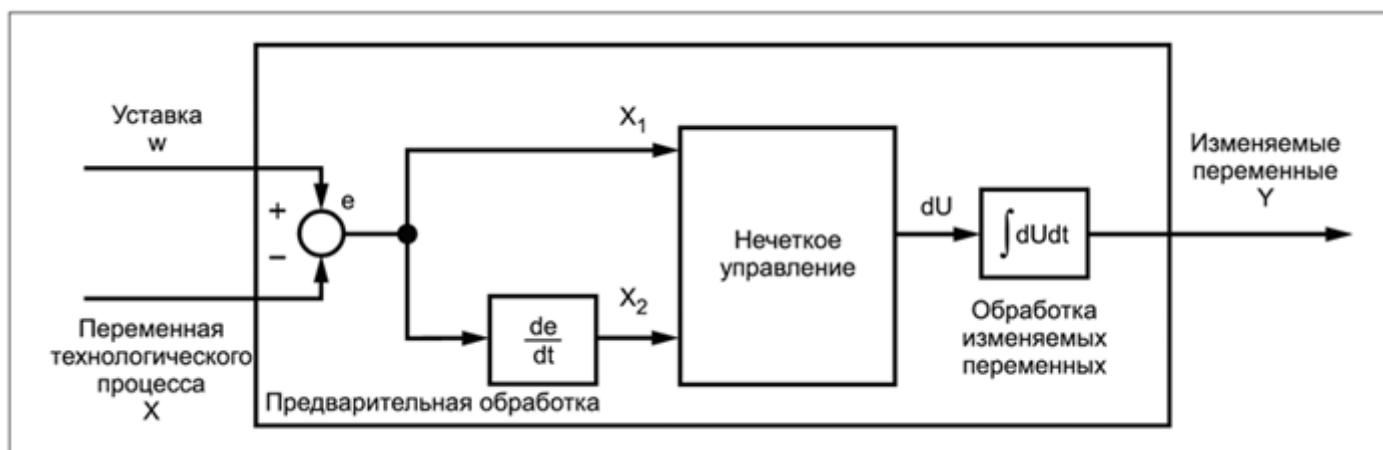 Уставка
w
+
e
−
Переменная
технологического
процесса
X
X₁
X₂
de
dt
Предварительная обработка
Нечеткое
управление
dU
∫dUdt
Обработка
изменяемых
переменных
Изменяемые
переменные
Y